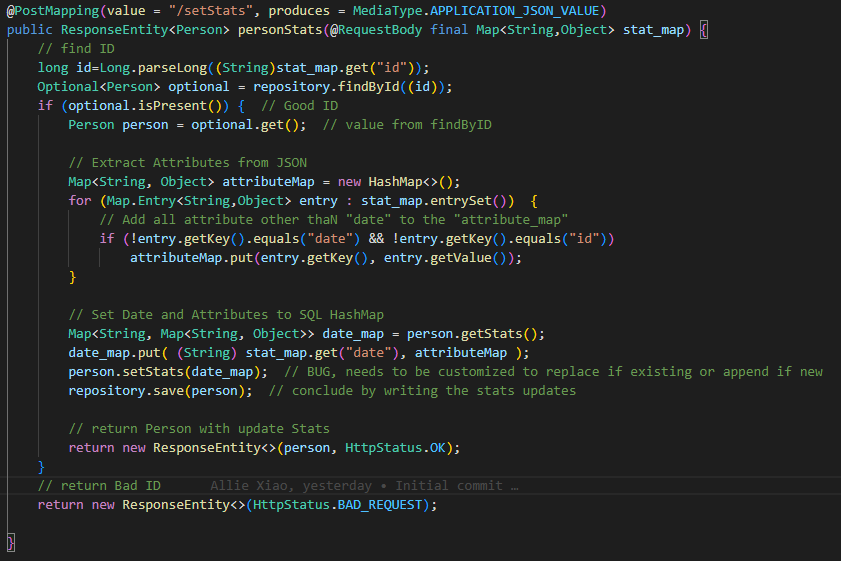 @PostMapping(value = "/setStats", produces = MediaType.APPLICATION_JSON_VALUE)
public ResponseEntity<Person> personStats(@RequestBody final Map<String,Object> stat_map) {
    // find ID
    long id=Long.parseLong((String)stat_map.get("id"));
    Optional<Person> optional = repository.findById((id));
    if (optional.isPresent()) {  // Good ID
        Person person = optional.get();  // value from findByID
        // Extract Attributes from JSON
        Map<String, Object> attributeMap = new HashMap<>();
        for (Map.Entry<String,Object> entry : stat_map.entrySet())  {
            // Add all attribute other thaN "date" to the "attribute_map"
            if (!entry.getKey().equals("date") && !entry.getKey().equals("id"))
                attributeMap.put(entry.getKey(), entry.getValue());
        }
        // Set Date and Attributes to SQL HashMap
        Map<String, Map<String, Object>> date_map = person.getStats();
        date_map.put( (String) stat_map.get("date"), attributeMap );
        person.setStats(date_map);  // BUG, needs to be customized to replace if existing or append if new
        repository.save(person);  // conclude by writing the stats updates
        // return Person with update Stats
        return new ResponseEntity<>(person, HttpStatus.OK);
    }
    // return Bad ID      Allie Xiao, yesterday • Initial commit …
    return new ResponseEntity<>(HttpStatus.BAD_REQUEST);
}